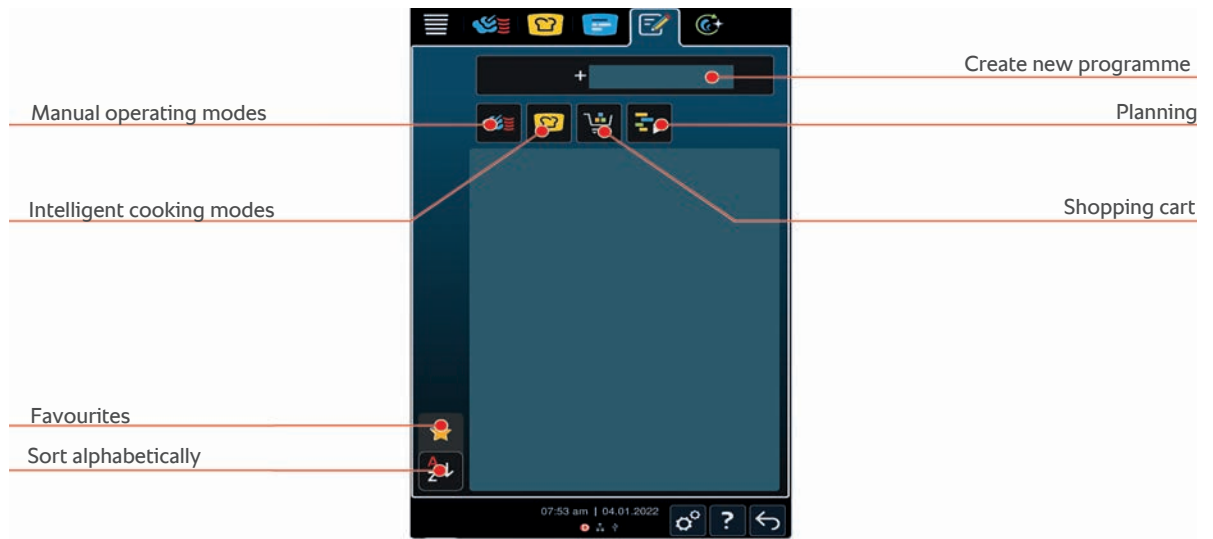 Create new programme
+
Manual operating modes
Planning
Intelligent cooking modes
Shopping cart
Favourites
Sort alphabetically
A
Z
07:53 am | 04.01.2022
?